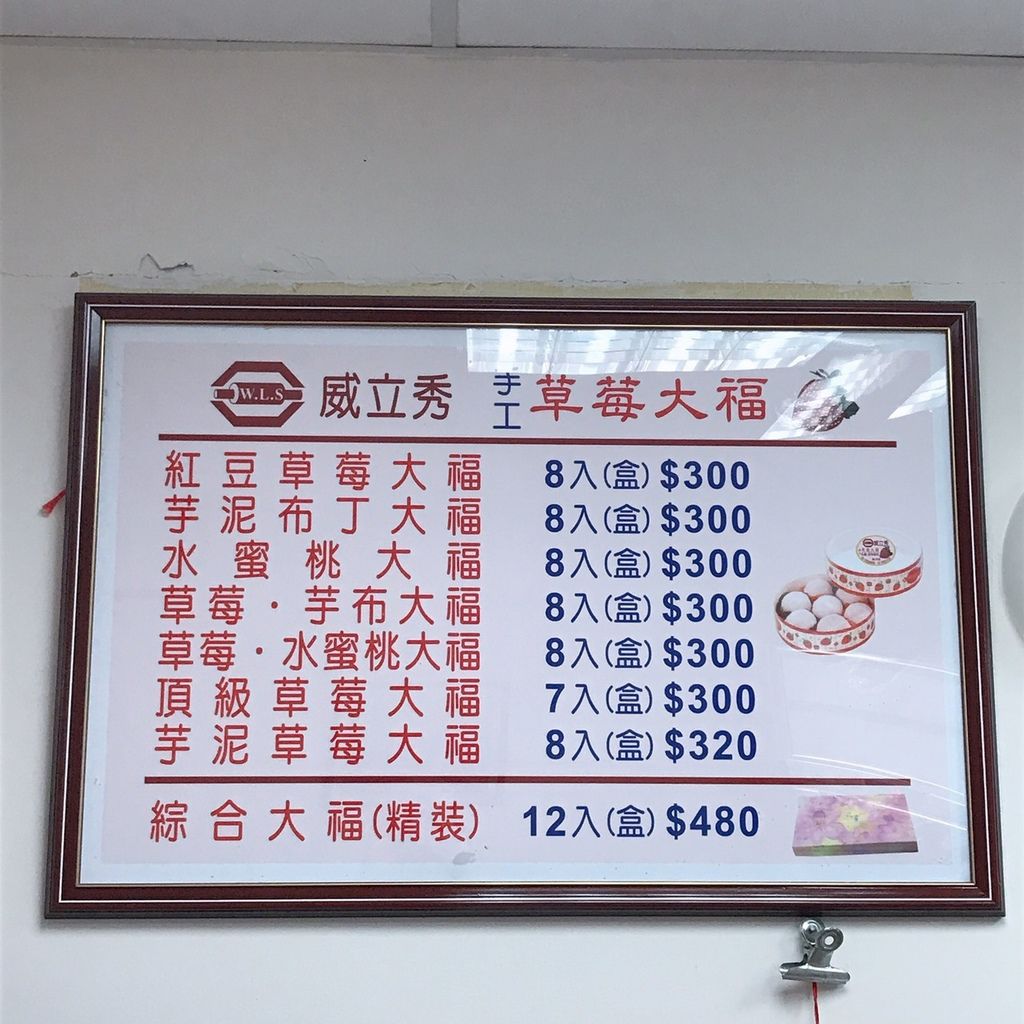 W.L.S 威立秀 手工 草莓大福
紅豆草莓大福 8入(盒) $300
芋泥布丁大福 8入(盒) $300
水蜜桃大福 8入(盒) $300
草莓·芋布大福 8入(盒) $300
草莓·水蜜桃大福 8入(盒) $300
頂級草莓大福 7入(盒) $300
芋泥草莓大福 8入(盒) $320
綜合大福(精裝) 12入(盒) $480
威立秀